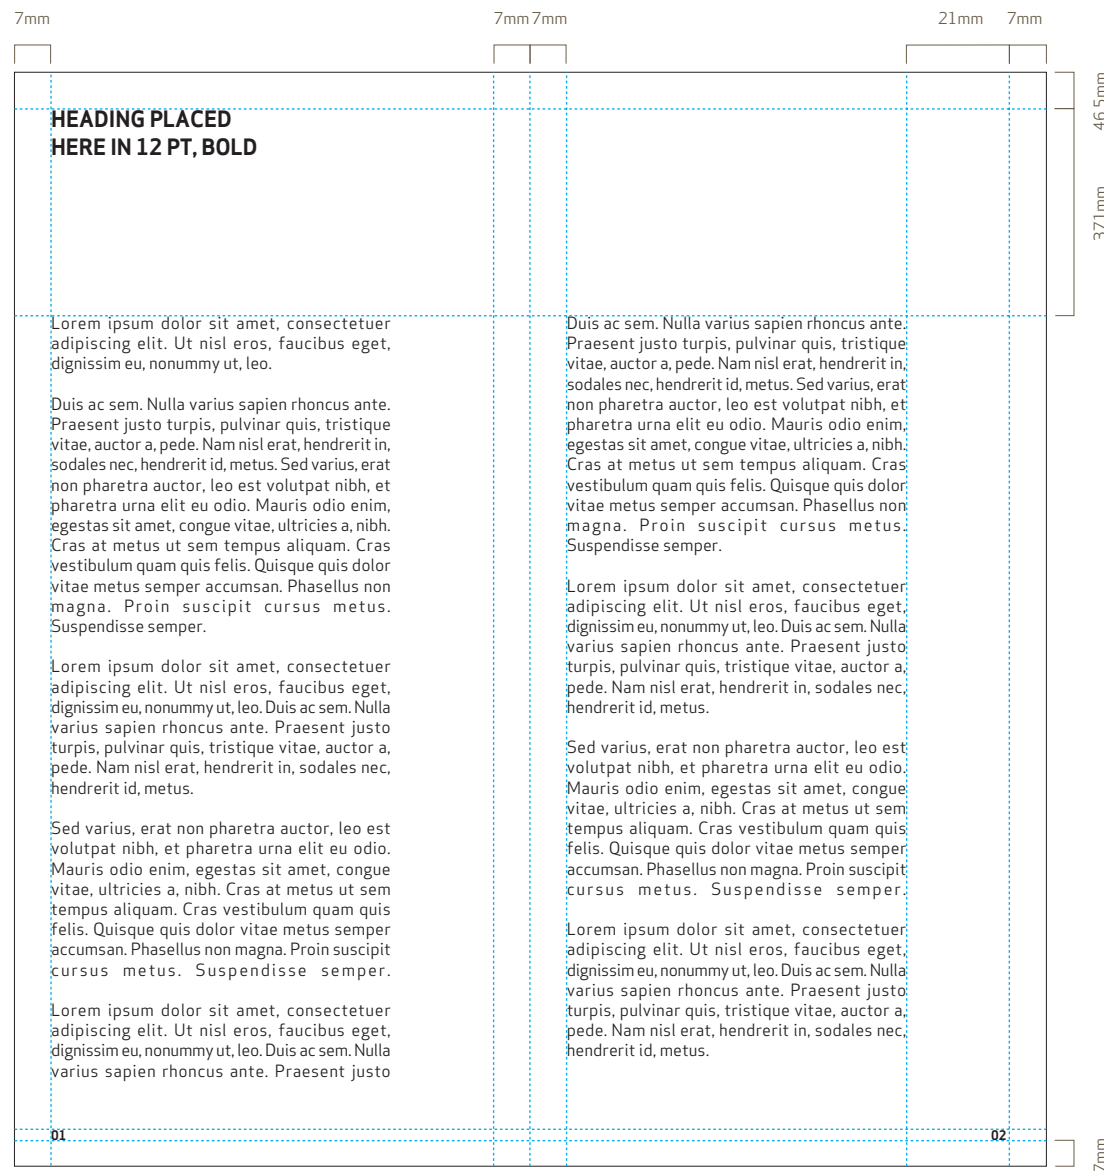 7mm
7mm 7mm
21mm
7mm
46.5mm
371mm
HEADING PLACED
HERE IN 12 PT, BOLD
Lorem ipsum dolor sit amet, consectetuer
adipiscing elit. Ut nisl eros, faucibus eget,
dignissim eu, nonummy ut, leo.
Duis ac sem. Nulla varius sapien rhoncus ante.
Praesent justo turpis, pulvinar quis, tristique
vitae, auctor a, pede. Nam nisl erat, hendrerit in,
sodales nec, hendrerit id, metus. Sed varius, erat
non pharetra auctor, leo est volutpat nibh, et
pharetra urna elit eu odio. Mauris odio enim,
egestas sit amet, congue vitae, ultricies a, nibh.
Cras at metus ut sem tempus aliquam. Cras
vestibulum quam quis felis. Quisque quis dolor
vitae metus semper accumsan. Phasellus non
magna. Proin suscipit cursus metus.
Suspendisse semper.
Lorem ipsum dolor sit amet, consectetuer
adipiscing elit. Ut nisl eros, faucibus eget,
dignissim eu, nonummy ut, leo. Duis ac sem. Nulla
varius sapien rhoncus ante. Praesent justo
turpis, pulvinar quis, tristique vitae, auctor a,
pede. Nam nisl erat, hendrerit in, sodales nec,
hendrerit id, metus.
Sed varius, erat non pharetra auctor, leo est
volutpat nibh, et pharetra urna elit eu odio.
Mauris odio enim, egestas sit amet, congue
vitae, ultricies a, nibh. Cras at metus ut sem
tempus aliquam. Cras vestibulum quam quis
felis. Quisque quis dolor vitae metus semper
accumsan. Phasellus non magna. Proin suscipit
cursus metus. Suspendisse semper.
Lorem ipsum dolor sit amet, consectetuer
adipiscing elit. Ut nisl eros, faucibus eget,
dignissim eu, nonummy ut, leo. Duis ac sem. Nulla
varius sapien rhoncus ante. Praesent justo
01
Duis ac sem. Nulla varius sapien rhoncus ante.
Praesent justo turpis, pulvinar quis, tristique
vitae, auctor a, pede. Nam nisl erat, hendrerit in,
sodales nec, hendrerit id, metus. Sed varius, erat
non pharetra auctor, leo est volutpat nibh, et
pharetra urna elit eu odio. Mauris odio enim,
egestas sit amet, congue vitae, ultricies a, nibh.
Cras at metus ut sem tempus aliquam. Cras
vestibulum quam quis felis. Quisque quis dolor
vitae metus semper accumsan. Phasellus non
magna. Proin suscipit cursus metus.
Suspendisse semper.
Lorem ipsum dolor sit amet, consectetuer
adipiscing elit. Ut nisl eros, faucibus eget,
dignissim eu, nonummy ut, leo. Duis ac sem. Nulla
varius sapien rhoncus ante. Praesent justo
turpis, pulvinar quis, tristique vitae, auctor a,
pede. Nam nisl erat, hendrerit in, sodales nec,
hendrerit id, metus.
Sed varius, erat non pharetra auctor, leo est
volutpat nibh, et pharetra urna elit eu odio.
Mauris odio enim, egestas sit amet, congue
vitae, ultricies a, nibh. Cras at metus ut sem
tempus aliquam. Cras vestibulum quam quis
felis. Quisque quis dolor vitae metus semper
accumsan. Phasellus non magna. Proin suscipit
cursus metus. Suspendisse semper.
Lorem ipsum dolor sit amet, consectetuer
adipiscing elit. Ut nisl eros, faucibus eget,
dignissim eu, nonummy ut, leo. Duis ac sem. Nulla
varius sapien rhoncus ante. Praesent justo
turpis, pulvinar quis, tristique vitae, auctor a,
pede. Nam nisl erat, hendrerit in, sodales nec,
hendrerit id, metus.
02
7mm